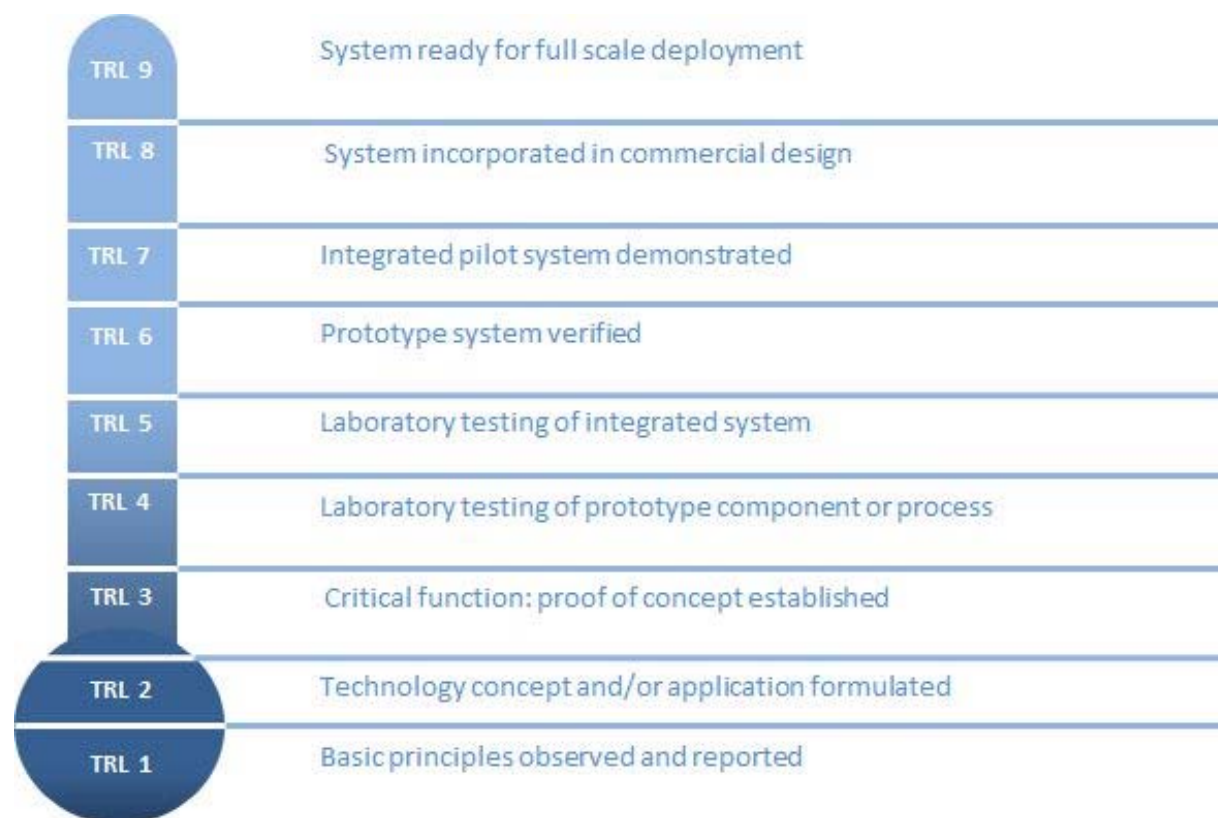 TRL 9
System ready for full scale deployment
TRL 8
System incorporated in commercial design
TRL 7
Integrated pilot system demonstrated
TRL 6
Prototype system verified
TRL 5
Laboratory testing of integrated system
TRL 4
Laboratory testing of prototype component or process
TRL 3
Critical function: proof of concept established
TRL 2
Technology concept and/or application formulated
TRL 1
Basic principles observed and reported